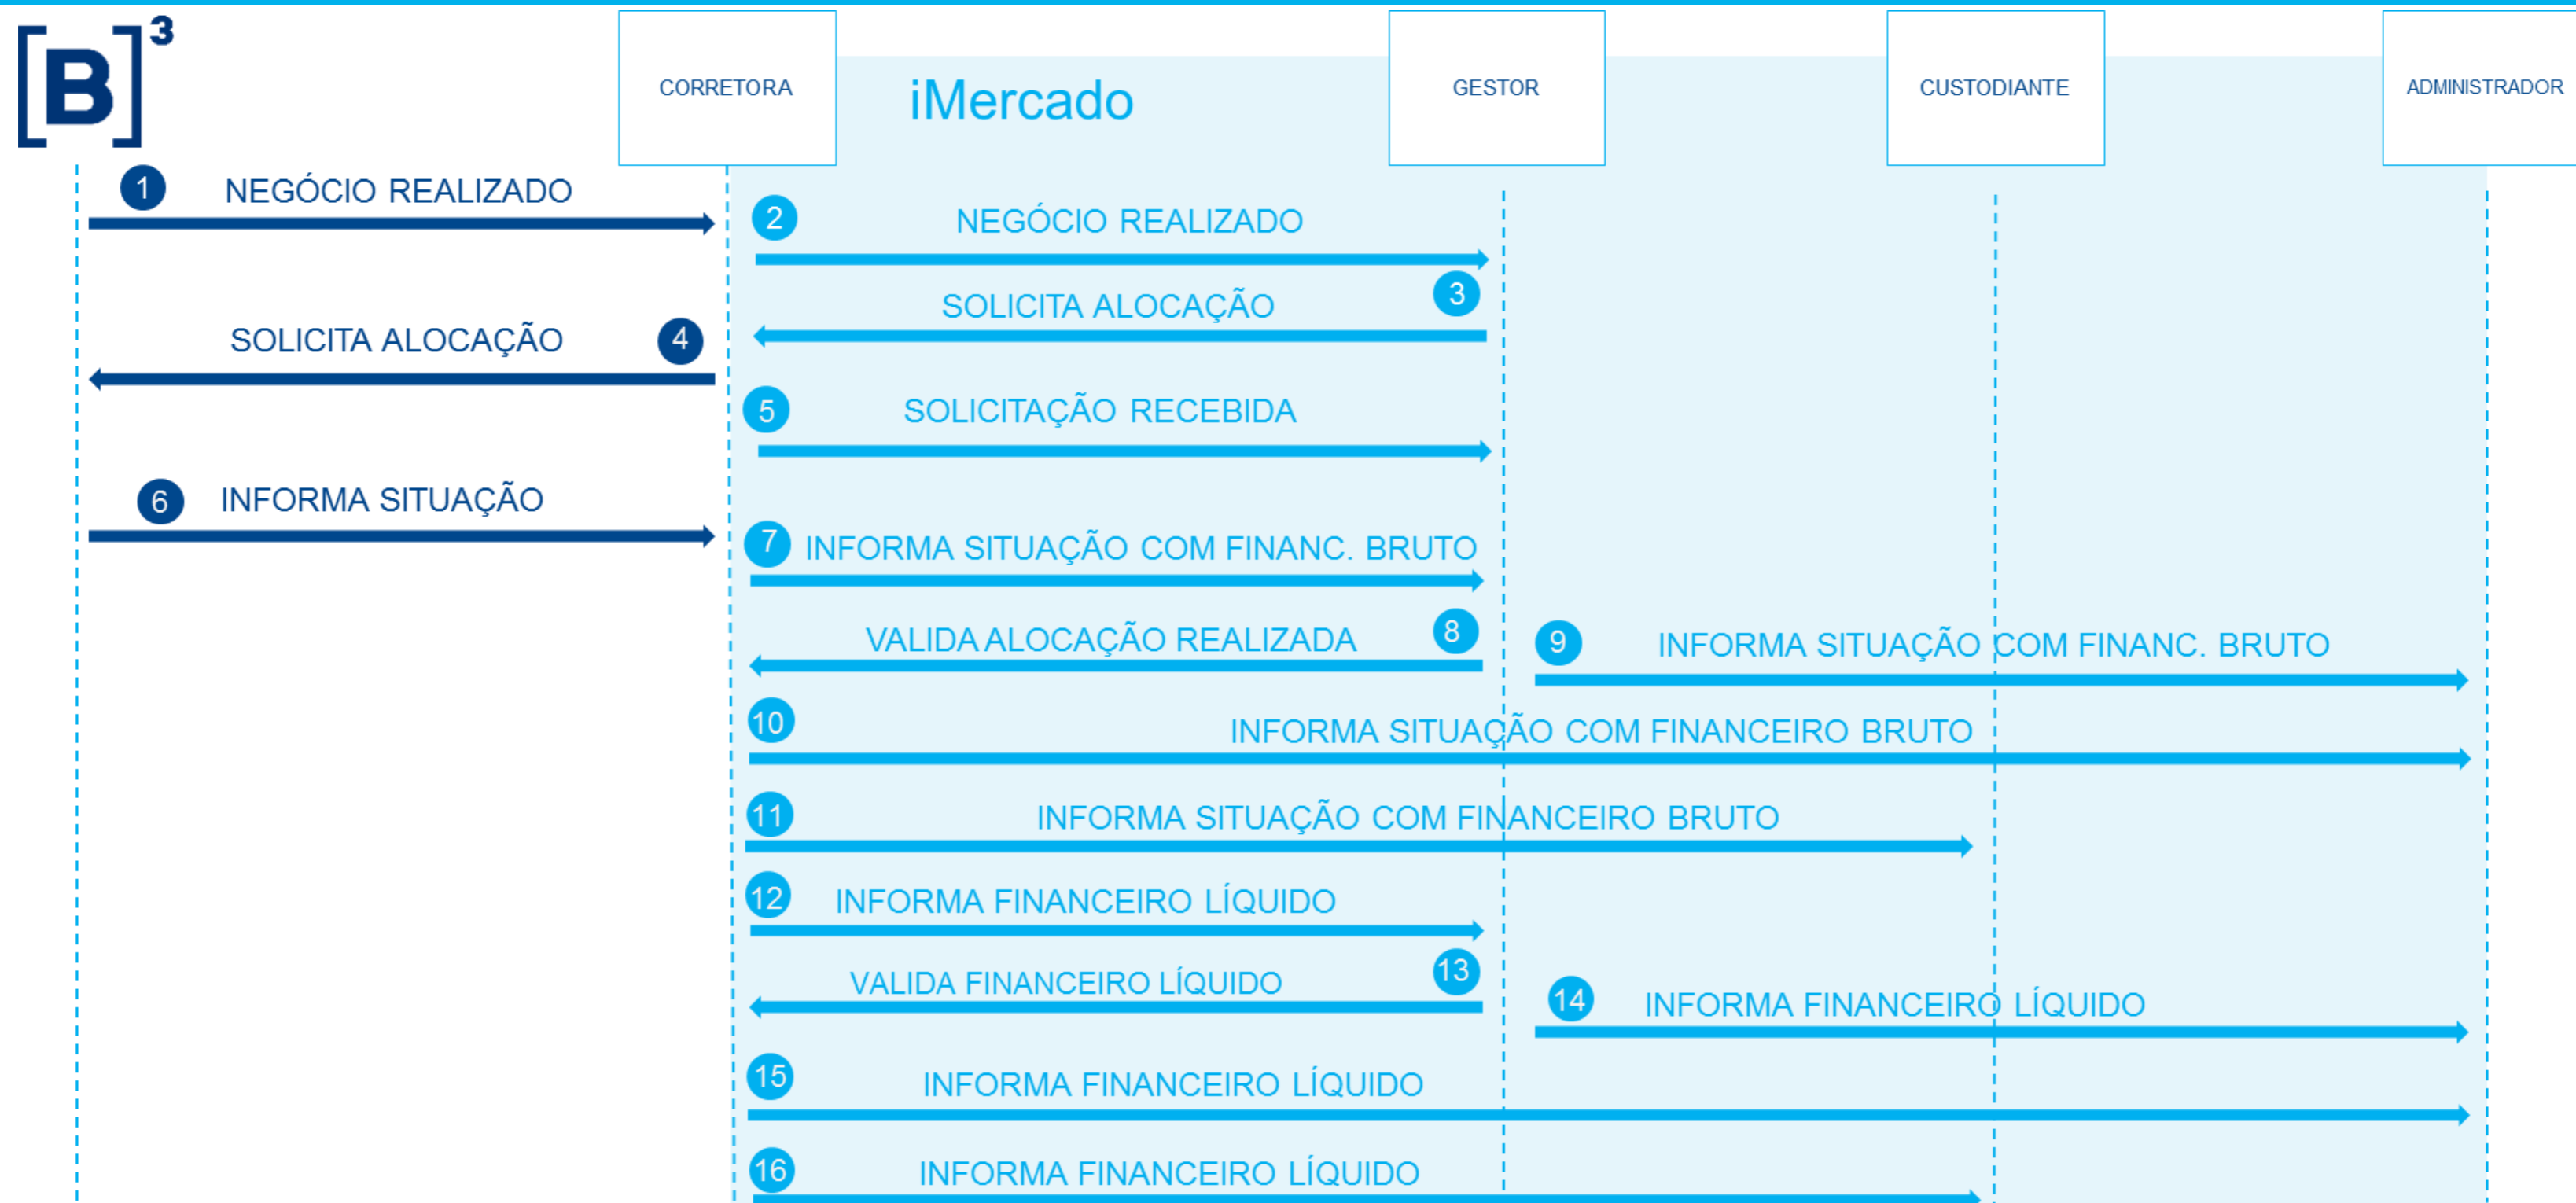 [B]³
CORRETORA
iMercado
GESTOR
CUSTODIANTE
ADMINISTRADOR
1 NEGÓCIO REALIZADO
2 NEGÓCIO REALIZADO
SOLICITA ALOCAÇÃO 3
SOLICITA ALOCAÇÃO 4
5 SOLICITAÇÃO RECEBIDA
6 INFORMA SITUAÇÃO
7 INFORMA SITUAÇÃO COM FINANC. BRUTO
VALIDA ALOCAÇÃO REALIZADA 8
9 INFORMA SITUAÇÃO COM FINANC. BRUTO
10 INFORMA SITUAÇÃO COM FINANCEIRO BRUTO
11 INFORMA SITUAÇÃO COM FINANCEIRO BRUTO
12 INFORMA FINANCEIRO LÍQUIDO
VALIDA FINANCEIRO LÍQUIDO 13
14 INFORMA FINANCEIRO LÍQUIDO
15 INFORMA FINANCEIRO LÍQUIDO
16 INFORMA FINANCEIRO LÍQUIDO